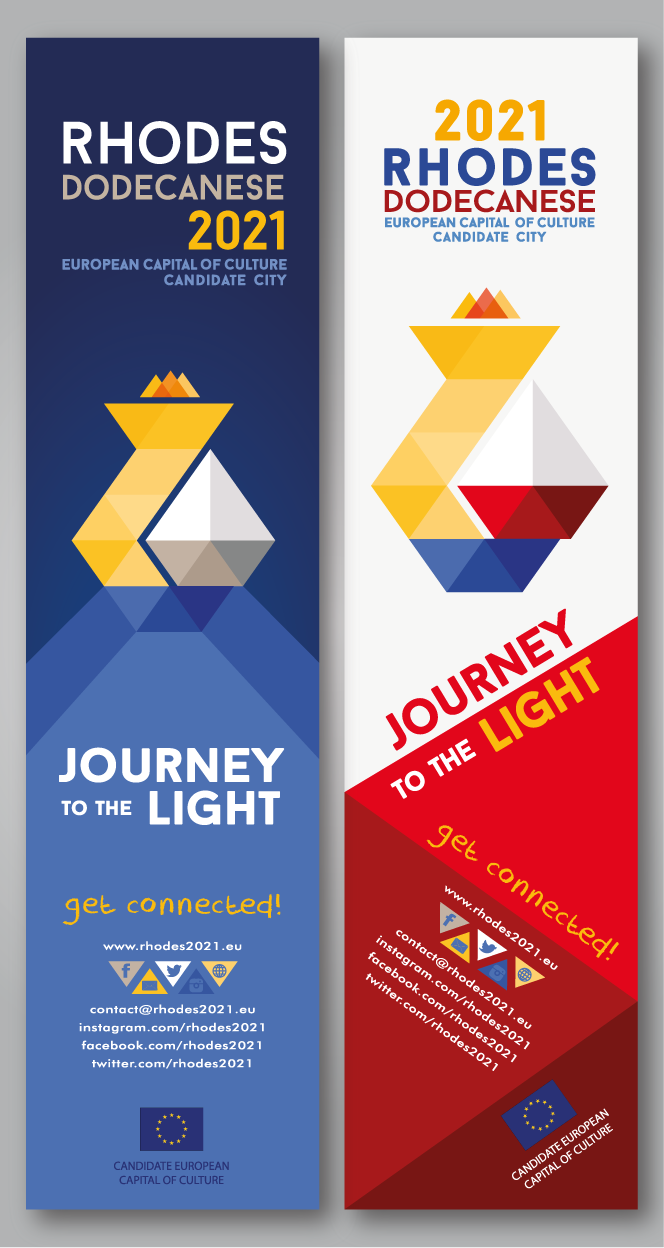 RHODES
DODECANESE
2021
EUROPEAN CAPITAL OF CULTURE
CANDIDATE CITY
JOURNEY
TO THE LIGHT
get connected!
www.rhodes2021.eu
f
contact@rhodes2021.eu
instagram.com/rhodes2021
facebook.com/rhodes2021
twitter.com/rhodes2021
CANDIDATE EUROPEAN
CAPITAL OF CULTURE
2021
RHODES
DODECANESE
EUROPEAN CAPITAL OF CULTURE
CANDIDATE CITY
JOURNEY
TO THE LIGHT
get connected!
www.rhodes2021.eu
f
contact@rhodes2021.eu
instagram.com/rhodes2021
facebook.com/rhodes2021
twitter.com/rhodes2021
CANDIDATE EUROPEAN
CAPITAL OF CULTURE